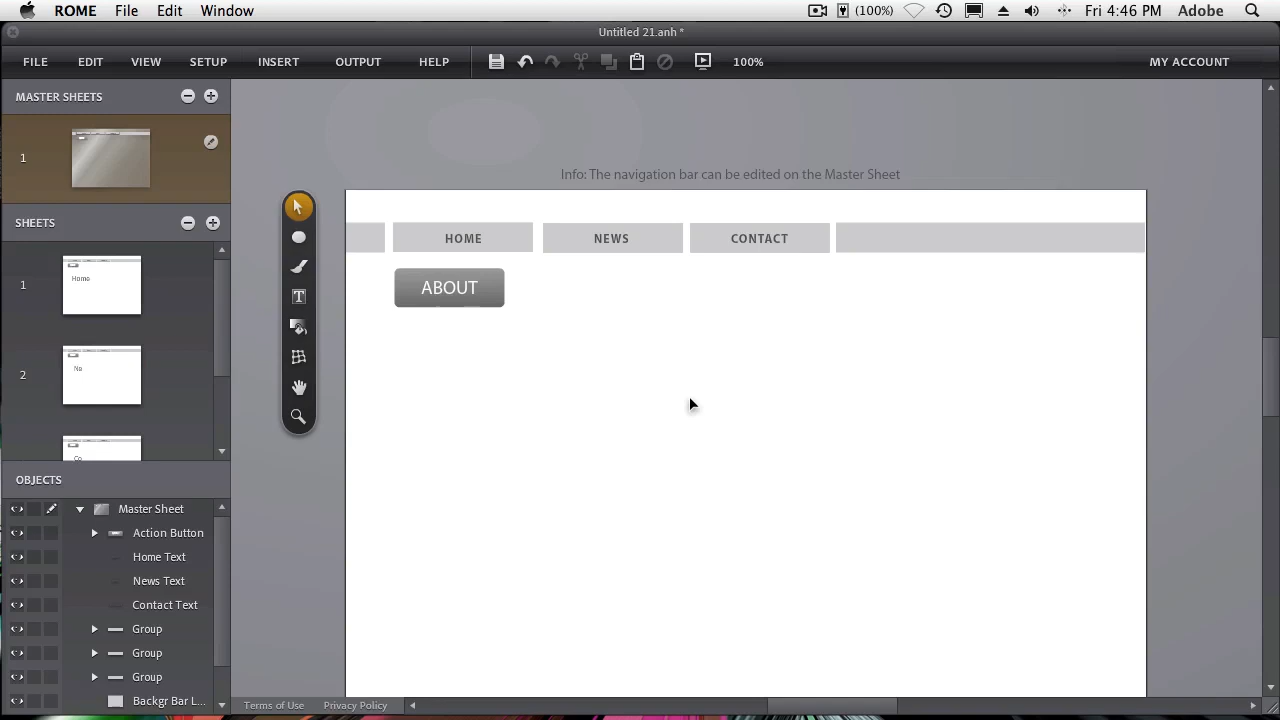 ROME File Edit Window (100%) Fri 4:46 PM Adobe
Untitled 21.anh *
FILE EDIT VIEW SETUP INSERT OUTPUT HELP 100% MY ACCOUNT
MASTER SHEETS
1
SHEETS
1
Home
2
Ne
Co
OBJECTS
Master Sheet
Action Button
Home Text
News Text
Contact Text
Group
Group
Group
Backgr Bar L...
Info: The navigation bar can be edited on the Master Sheet
HOME NEWS CONTACT
ABOUT
T
Terms of Use Privacy Policy